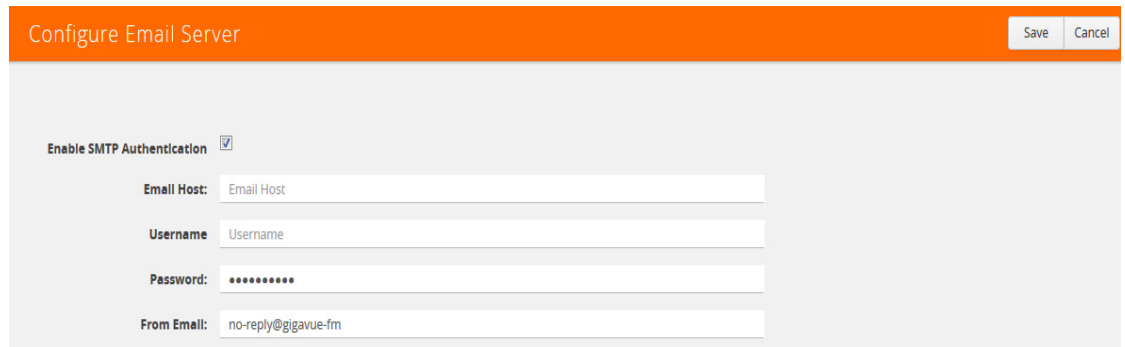 Configure Email Server
Save Cancel
Enable SMTP Authentication
Email Host: Email Host
Username Username
Password: ••••••••••
From Email: no-reply@gigavue-fm